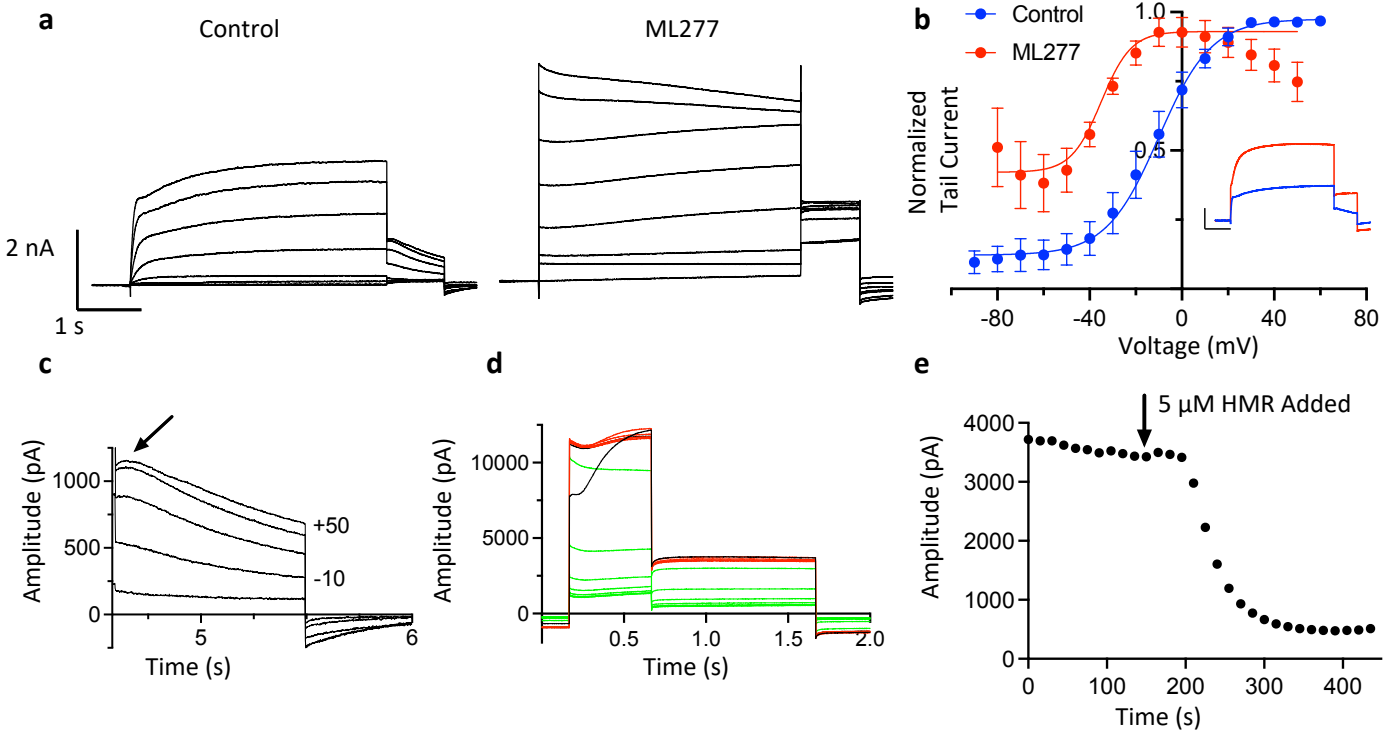 a
Control
ML277
2 nA
1 s
b
Control
ML277
Normalized
Tail Current
1.0
0.5
-80
-40
0
40
80
Voltage (mV)
c
Amplitude (pA)
1000
500
0
+50
-10
5
6
Time (s)
d
Amplitude (pA)
10000
7500
5000
2500
0
0.5
1.0
1.5
2.0
Time (s)
e
5 µM HMR Added
Amplitude (pA)
4000
3000
2000
1000
0
0
100
200
300
400
Time (s)